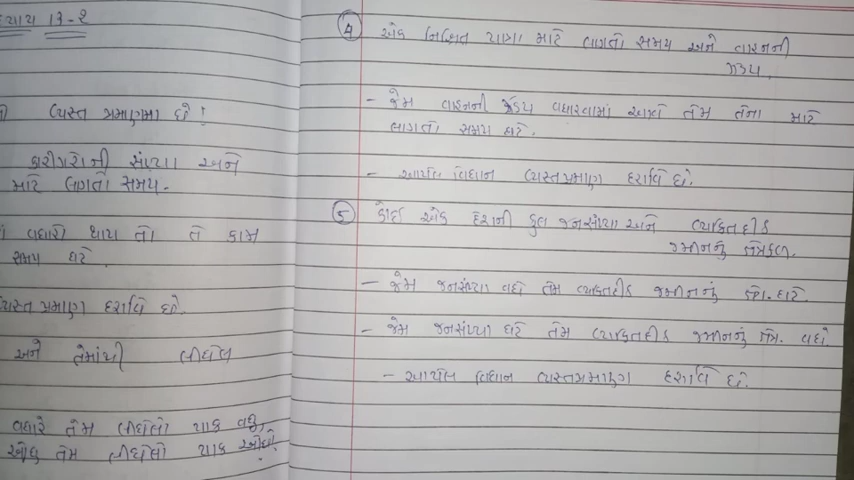 ધ્યાય 13-2
વ્યસ્ત પ્રમાણમા છે!
કારીગરોની સંખ્યા અને
માટે લાગતો સમય.
વધારો થાય તો તે કામ
સમય ઘટે.
વ્યસ્ત પ્રમાણ દર્શાવે છે.
અને તેમાંથી લીધેલ
વધારે તેમ લીધેલો પાક વધુ,
ઓછુ તેમ લીધેલો પાક ઓછો.
4 એક નિશ્ચિત યાત્રા માટે લાગતો સમય અને વાહનની
ઝડપ.
- જેમ વાહનની ઝડપ વધારવામાં આવે તેમ તેના માટે
લાગતો સમય ઘટે.
- આપેલ વિધાન વ્યસ્તપ્રમાણ દર્શાવે છે.
5 કોઈ એક દેશની કુલ જનસંખ્યા અને વ્યક્તિદીઠ
જમીનનું ક્ષેત્રફળ.
- જેમ જનસંખ્યા વધે તેમ વ્યક્તિદીઠ જમીનનું ક્ષે. ઘટે
- જેમ જનસંખ્યા ઘટે તેમ વ્યક્તિદીઠ જમીનનું ક્ષેત્ર. વધે
- આપેલ વિધાન વ્યસ્તપ્રમાણ દર્શાવે છે.